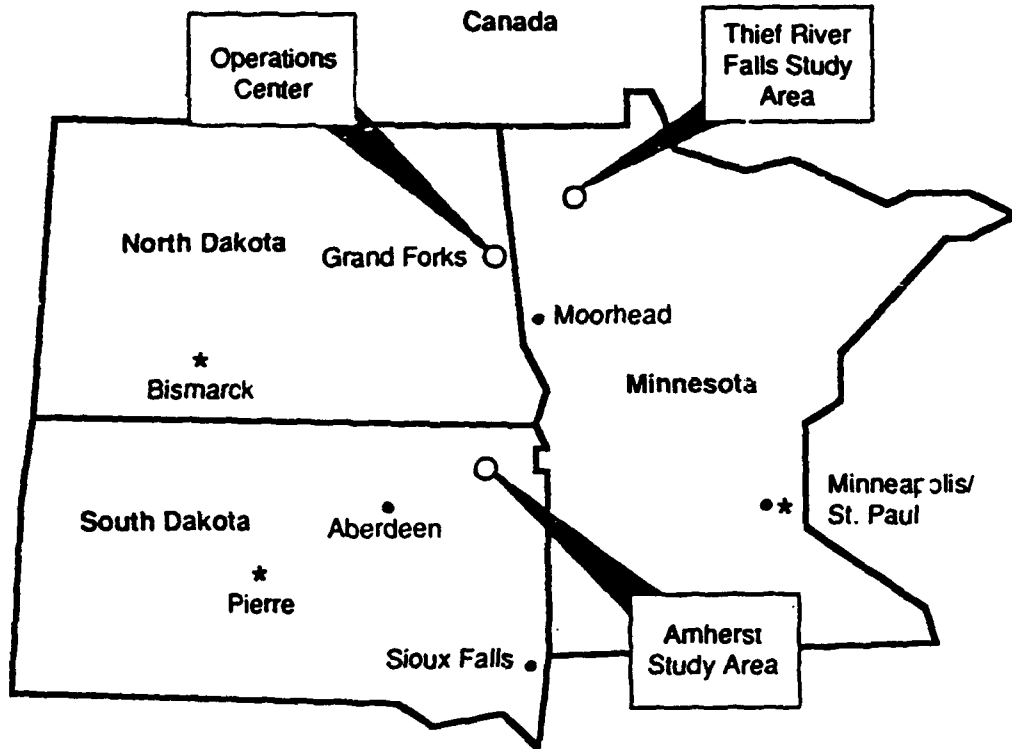 Canada
Operations
Center
Thief River
Falls Study
Area
North Dakota
Grand Forks
Moorhead
*
Bismarck
Minnesota
Minneapolis/
St. Paul
*
South Dakota
Aberdeen
*
Pierre
Sioux Falls
Amherst
Study Area